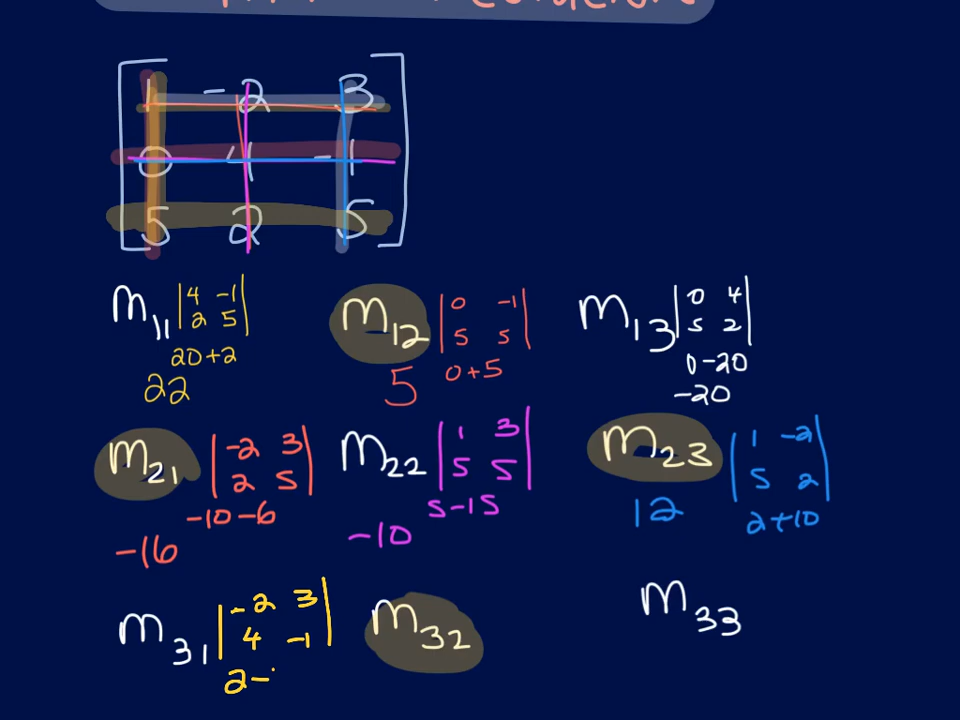 1 -2 3
0 4 -1
5 2 5
m11 |4 -1| m12 |0 -1| m13 |0 4|
|2 5| |5 5| |5 2|
20+2 0+5 0-20
22 5 -20
m21 |-2 3| m22 |1 3| m23 |1 -2|
|2 5| |5 5| |5 2|
-10-6 5-15 2+10
-16 -10 12
m31 |-2 3| m32 m33
|4 -1|
2-